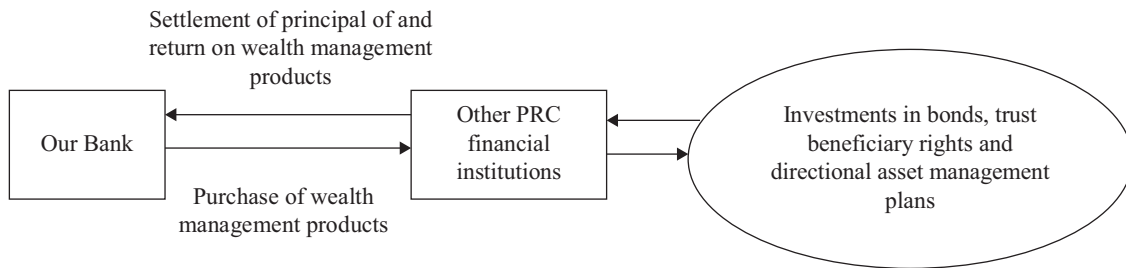 Settlement of principal of and
return on wealth management
products
Our Bank
Other PRC
financial
institutions
Investments in bonds, trust
beneficiary rights and
directional asset management
plans
Purchase of wealth
management products